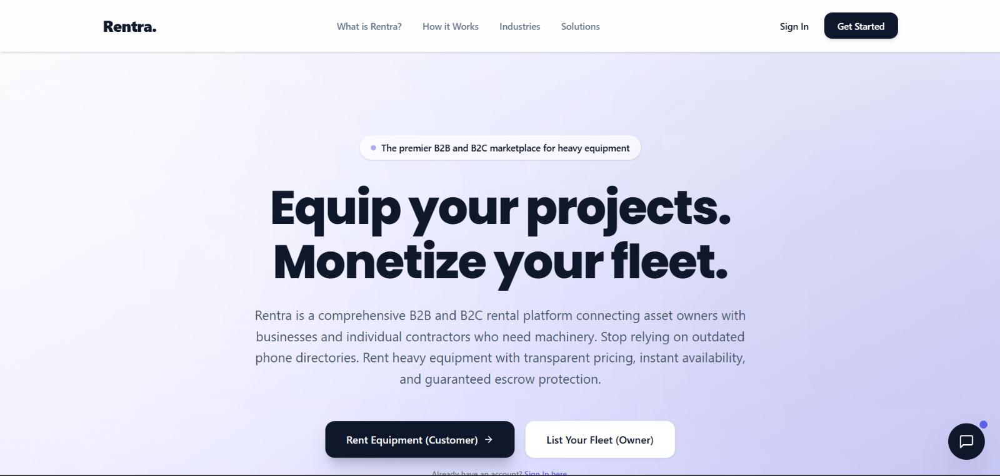 Rentra.
What is Rentra?
How it Works
Industries
Solutions
Sign In
Get Started
The premier B2B and B2C marketplace for heavy equipment
Equip your projects.
Monetize your fleet.
Rentra is a comprehensive B2B and B2C rental platform connecting asset owners with
businesses and individual contractors who need machinery. Stop relying on outdated
phone directories. Rent heavy equipment with transparent pricing, instant availability,
and guaranteed escrow protection.
Rent Equipment (Customer) →
List Your Fleet (Owner)
Already have an account? Sign In here